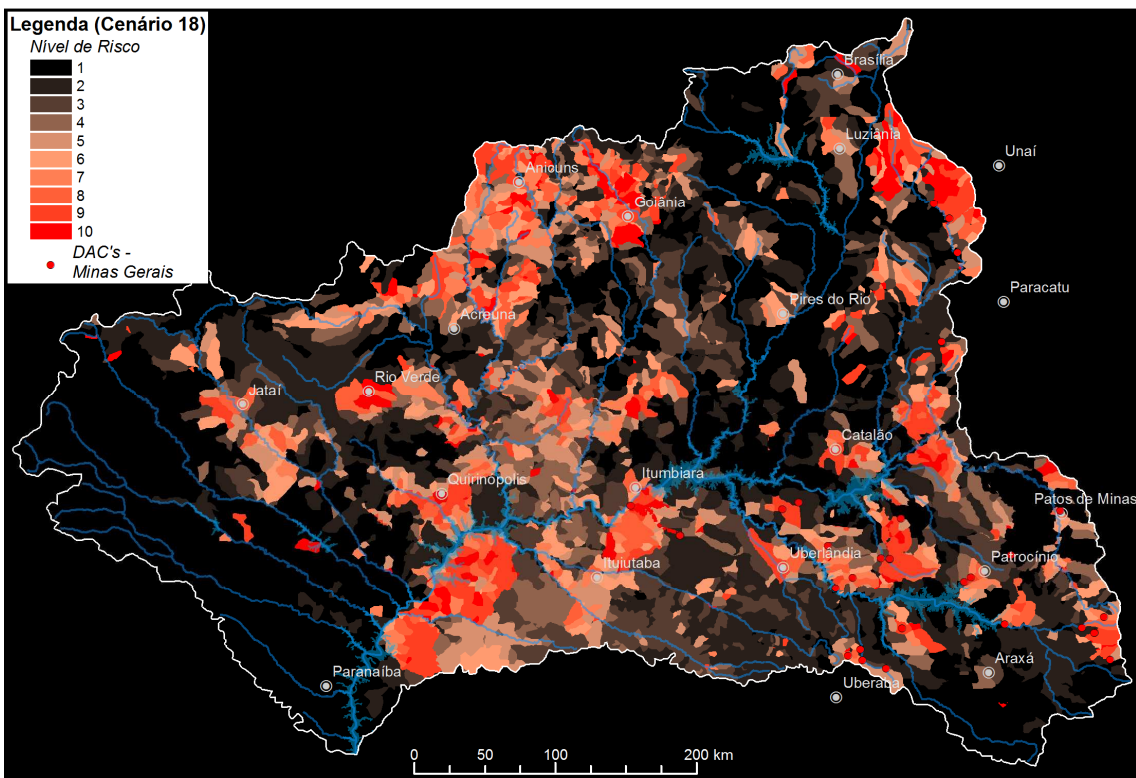 Legenda (Cenário 18)
Nível de Risco
1
2
3
4
5
6
7
8
9
10
DAC's -
Minas Gerais
Brasília
Luziânia
Unaí
Anicuns
Goiânia
Paracatu
Pires do Rio
Acreúna
Rio Verde
Jataí
Catalão
Itumbiara
Quirinópolis
Patos de Minas
Uberlândia
Patrocínio
Ituiutaba
Araxá
Paranaíba
Uberaba
0 50 100 200 km